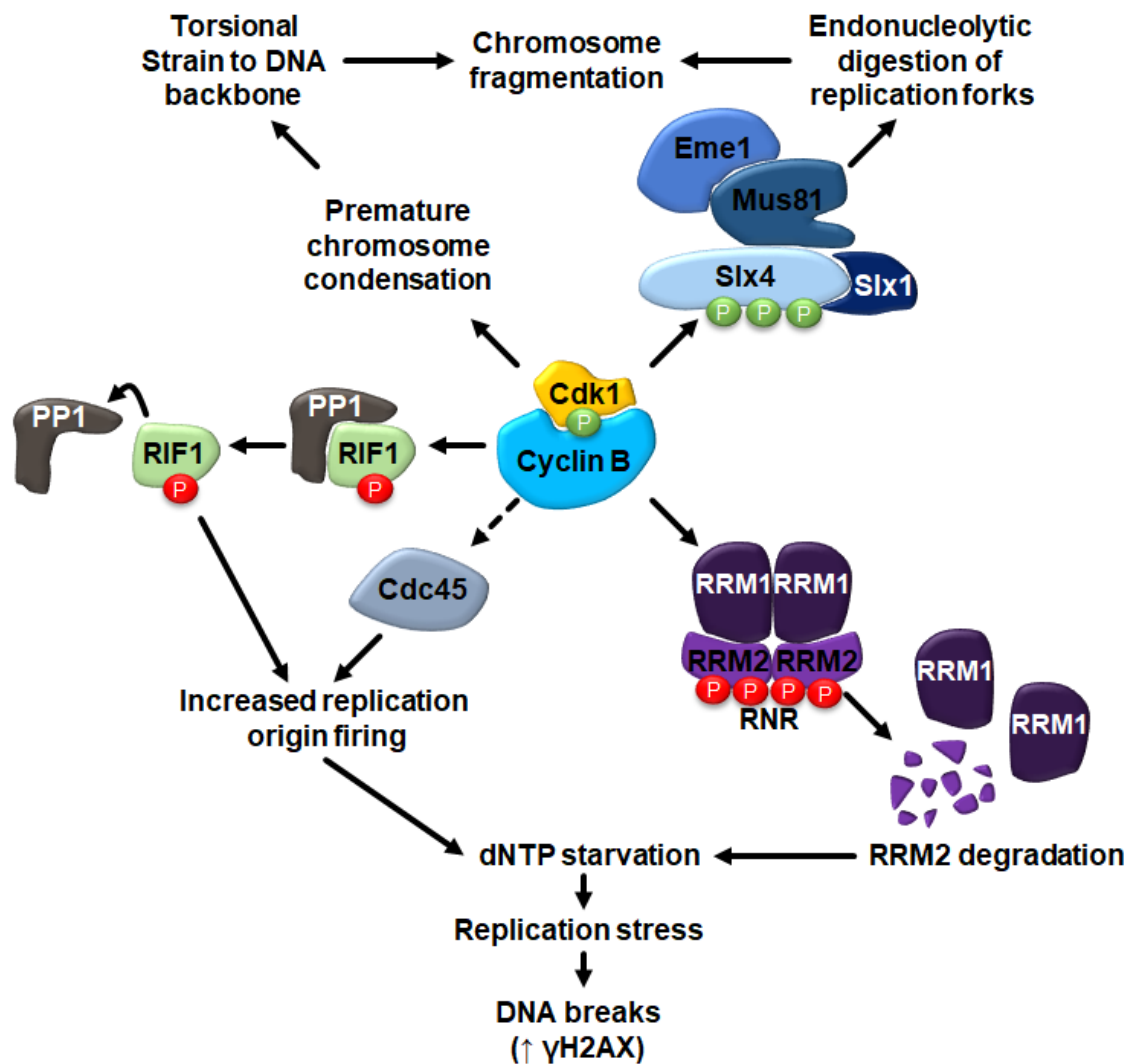 Torsional
Strain to DNA
backbone
Chromosome
fragmentation
Endonucleolytic
digestion of
replication forks
Eme1
Mus81
Premature
chromosome
condensation
Slx4
Slx1
P P P
Cdk1
P
Cyclin B
PP1
RIF1
P
PP1
RIF1
P
Cdc45
RRM1 RRM1
RRM2 RRM2
P P P P
RNR
RRM1
RRM1
Increased replication
origin firing
dNTP starvation
RRM2 degradation
Replication stress
DNA breaks
(↑ γH2AX)